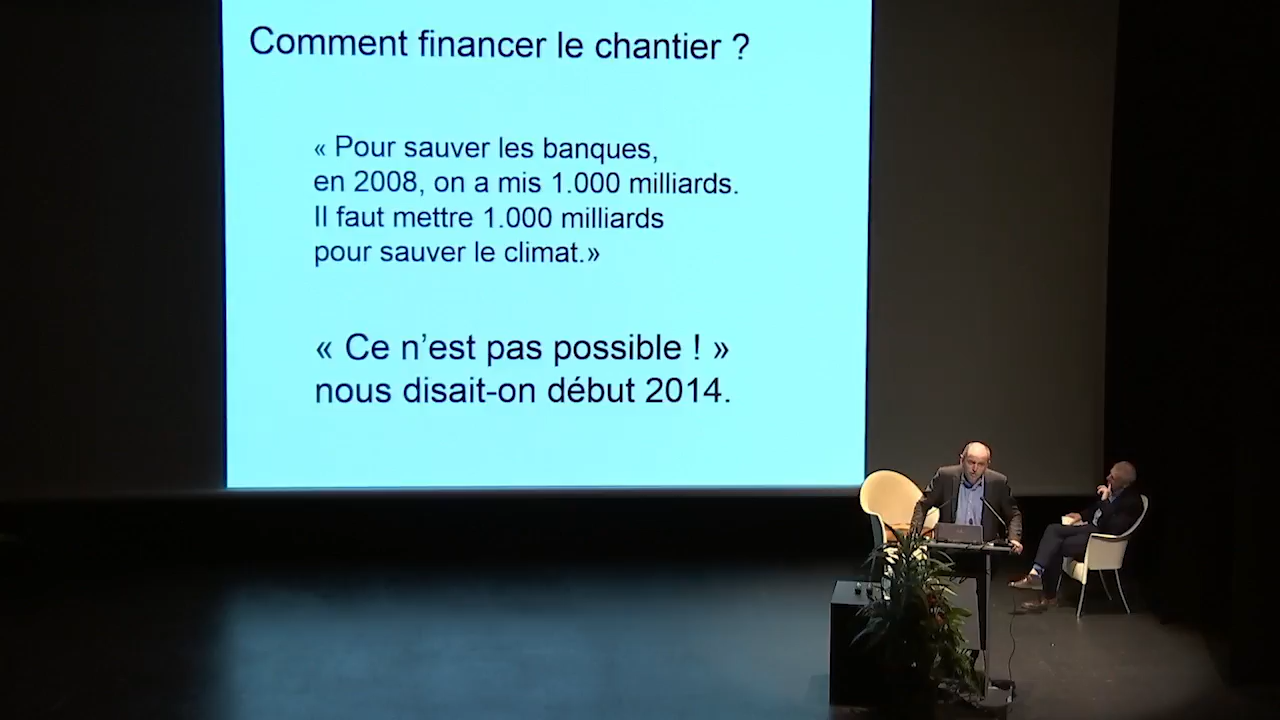 Comment financer le chantier ?
« Pour sauver les banques,
en 2008, on a mis 1.000 milliards.
Il faut mettre 1.000 milliards
pour sauver le climat.»
« Ce n’est pas possible ! »
nous disait-on début 2014.